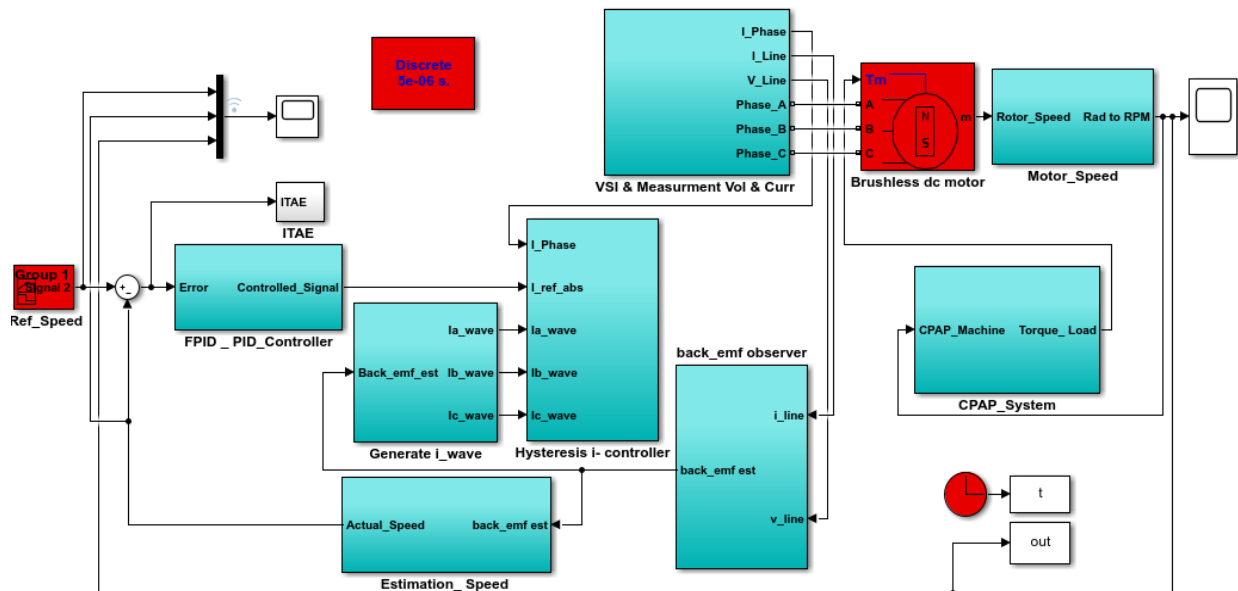 Discrete
5e-06 s.
I_Phase
I_Line
V_Line
Phase_A
Phase_B
Phase_C
VSI & Measurment Vol & Curr
Tm
A
B
C
N
S
m
Brushless dc motor
Rotor_Speed
Rad to RPM
Motor_Speed
ITAE
ITAE
Group 1
Signal 2
Ref_Speed
+
-
Error
Controlled_Signal
FPID _ PID_Controller
Back_emf_est
Ia_wave
Ib_wave
Ic_wave
Generate i_wave
I_Phase
I_ref_abs
Ia_wave
Ib_wave
Ic_wave
Hysteresis i- controller
back_emf observer
i_line
back_emf est
v_line
CPAP_Machine
Torque_ Load
CPAP_System
Actual_Speed
back_emf est
Estimation_ Speed
t
out